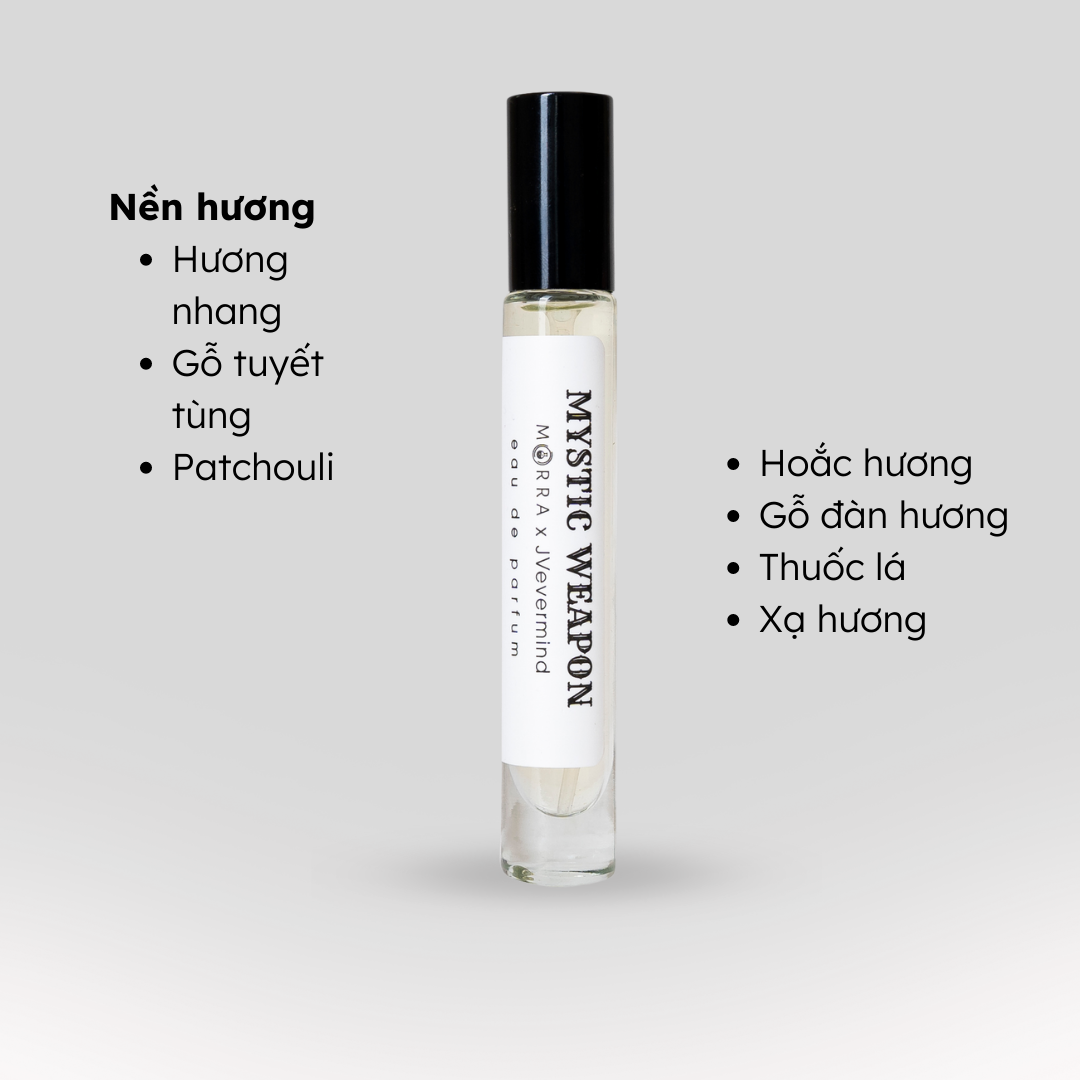 Nền hương
• Hương
nhang
• Gỗ tuyết
tùng
• Patchouli
MYSTIC WEAPON
MORRA x JVevermind
eau de parfum
• Hoắc hương
• Gỗ đàn hương
• Thuốc lá
• Xạ hương